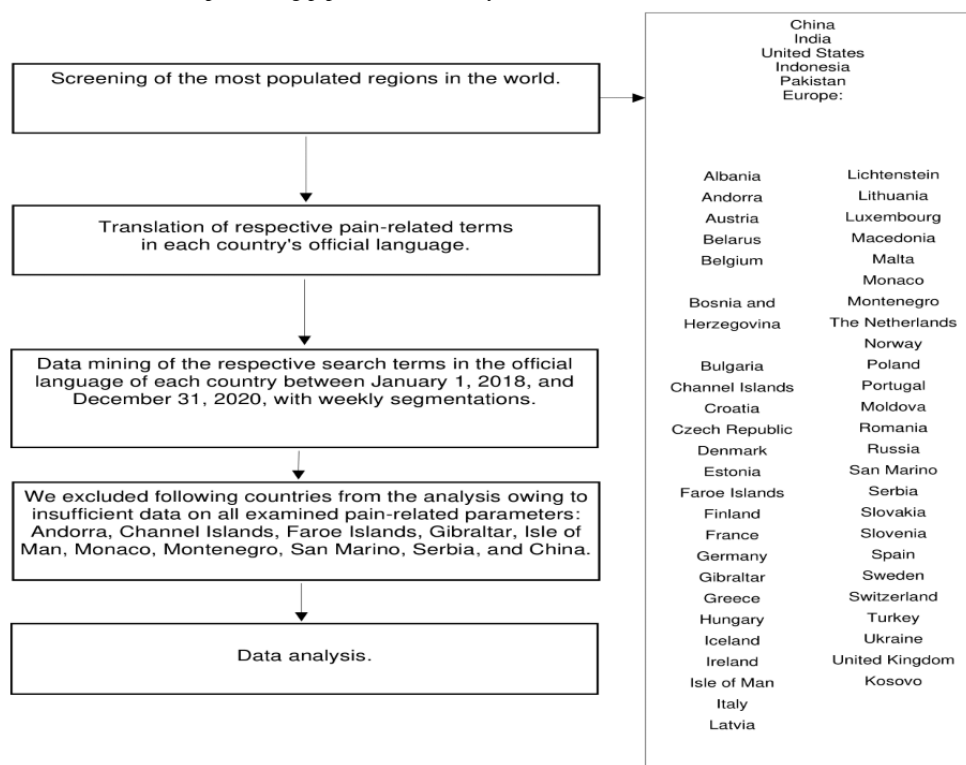 Screening of the most populated regions in the world.
Translation of respective pain-related terms
in each country's official language.
Data mining of the respective search terms in the official
language of each country between January 1, 2018, and
December 31, 2020, with weekly segmentations.
We excluded following countries from the analysis owing to
insufficient data on all examined pain-related parameters:
Andorra, Channel Islands, Faroe Islands, Gibraltar, Isle of
Man, Monaco, Montenegro, San Marino, Serbia, and China.
Data analysis.
China
India
United States
Indonesia
Pakistan
Europe:
Albania
Andorra
Austria
Belarus
Belgium
Bosnia and
Herzegovina
Bulgaria
Channel Islands
Croatia
Czech Republic
Denmark
Estonia
Faroe Islands
Finland
France
Germany
Gibraltar
Greece
Hungary
Iceland
Ireland
Isle of Man
Italy
Latvia
Lichtenstein
Lithuania
Luxembourg
Macedonia
Malta
Monaco
Montenegro
The Netherlands
Norway
Poland
Portugal
Moldova
Romania
Russia
San Marino
Serbia
Slovakia
Slovenia
Spain
Sweden
Switzerland
Turkey
Ukraine
United Kingdom
Kosovo